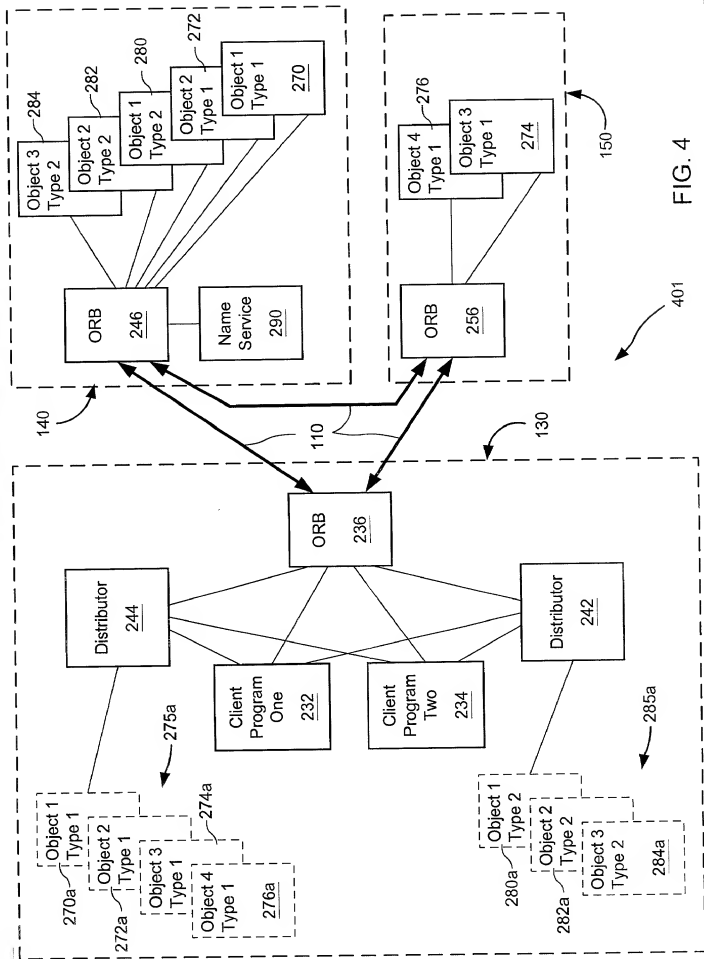 130
275a
Object 1
Type 1
270a
Object 2
Type 1
272a
Object 3
Type 1
274a
Object 4
Type 1
276a
Distributor
244
Client
Program
One
232
Client
Program
Two
234
ORB
236
Distributor
242
285a
Object 1
Type 2
280a
Object 2
Type 2
282a
Object 3
Type 2
284a
110
140
ORB
246
Name
Service
290
Object 3
Type 2
284
Object 2
Type 2
282
Object 1
Type 2
280
Object 2
Type 1
272
Object 1
Type 1
270
150
ORB
256
Object 4
Type 1
276
Object 3
Type 1
274
401
FIG. 4